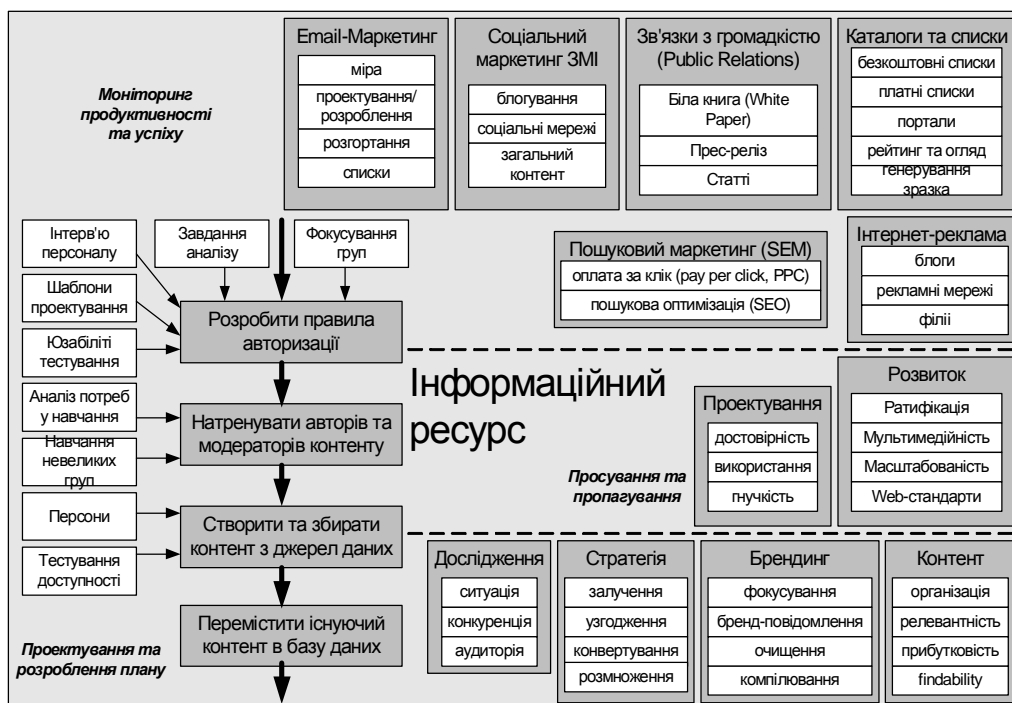 Email-Маркетинг
міра
проектування/
розроблення
розгортання
списки
Соціальний
маркетинг ЗМІ
блогування
соціальні мережі
загальний
контент
Зв'язки з громадкістю
(Public Relations)
Біла книга (White
Paper)
Прес-реліз
Статті
Каталоги та списки
безкоштовні списки
платні списки
портали
рейтинг та огляд
генерування
зразка
Моніторинг
продуктивності
та успіху
Інтерв'ю
персоналу
Завдання
аналізу
Фокусування
груп
Шаблони
проектування
Юзабіліті
тестування
Розробити правила
авторизації
Пошуковий маркетинг (SEM)
оплата за клік (pay per click, PPC)
пошукова оптимізація (SEO)
Інтернет-реклама
блоги
рекламні мережі
філії
Інформаційний
ресурс
Аналіз потреб
у навчання
Навчання
невеликих
груп
Натренувати авторів та
модераторів контенту
Проектування
достовірність
використання
гнучкість
Розвиток
Ратифікація
Мультимедійність
Масштабованість
Web-стандарти
Просування та
пропагування
Персони
Тестування
доступності
Створити та збирати
контент з джерел даних
Перемістити існуючий
контент в базу даних
Проектування та
розроблення плану
Дослідження
ситуація
конкуренція
аудиторія
Стратегія
залучення
узгодження
конвертування
розмноження
Брендинг
фокусування
бренд-повідомлення
очищення
компілювання
Контент
організація
релевантність
прибутковість
findability